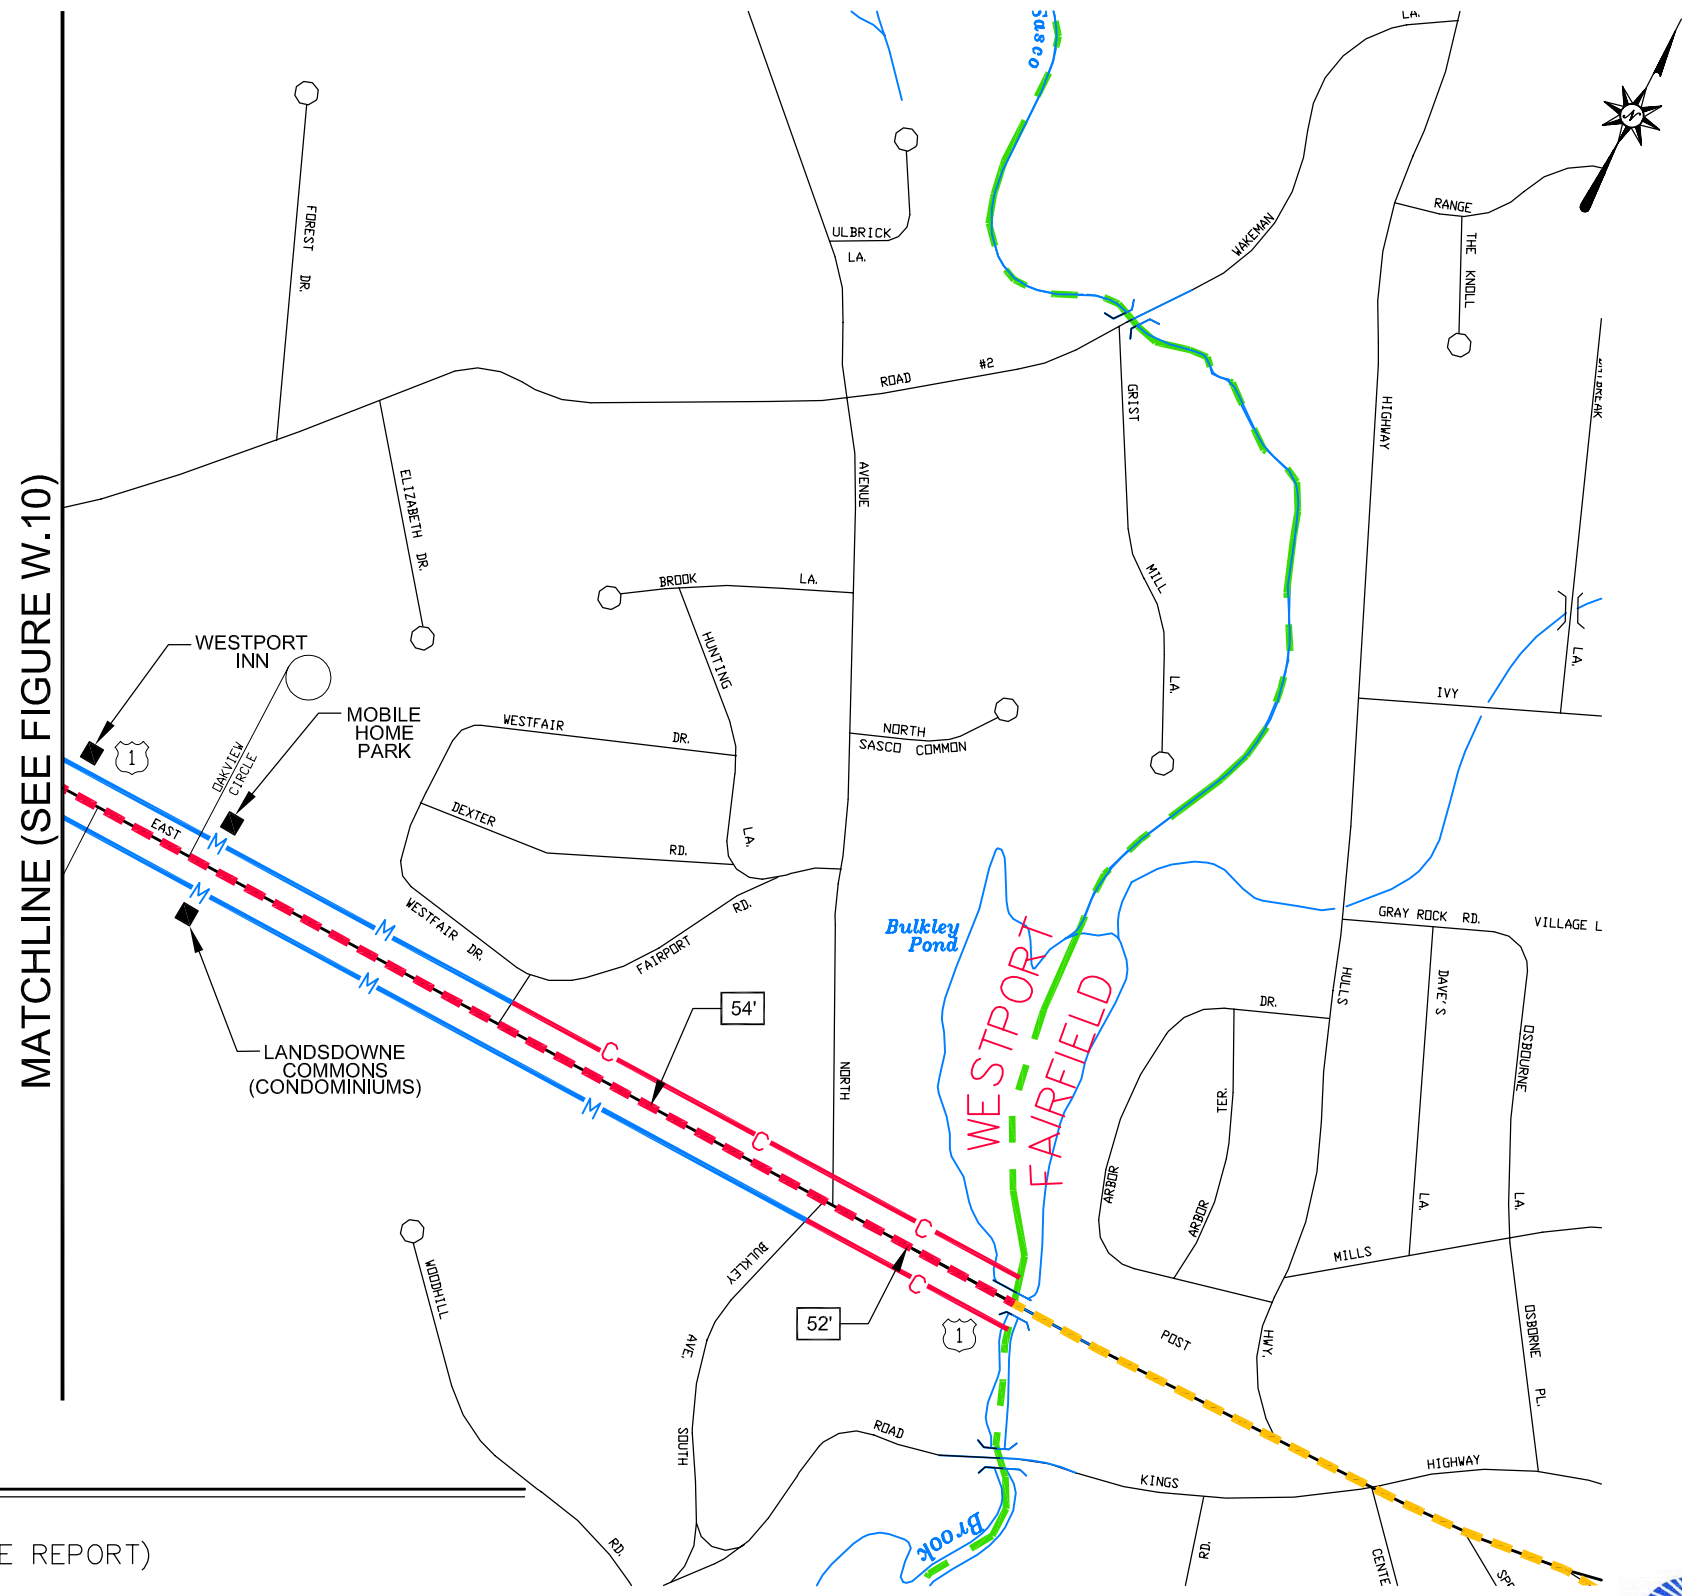 LA.
Sasco
N
FOREST DR.
ULBRICK
LA.
WAKEMAN
RANGE
THE KNOLL
ROAD
#2
GRIST
HIGHWAY
ELIZABETH DR.
AVENUE
BROOK
LA.
MILL
LA.
HUNTING
LA.
LA.
IVY
MATCHLINE (SEE FIGURE W.10)
WESTPORT
INN
MOBILE
HOME
PARK
1
OAKVIEW
CIRCLE
WESTFAIR
DR.
NORTH
SASCO COMMON
DEXTER
RD.
EAST
M
M
M
M
M
WESTFAIR DR.
FAIRPORT
RD.
Bulkley
Pond
WESTPORT
FAIRFIELD
GRAY ROCK RD.
VILLAGE L
HULLS
DAVE'S
LA.
OSBOURNE
LA.
DR.
TER.
ARBOR
ARBOR
54'
LANDSDOWNE
COMMONS
(CONDOMINIUMS)
C
C
C
C
NORTH
BULKLEY
AVE.
SOUTH
WOODHILL
RD.
52'
1
POST
HWY.
MILLS
OSBORNE
PL.
ROAD
KINGS
HIGHWAY
Brook
RD.
CENTE
E REPORT)